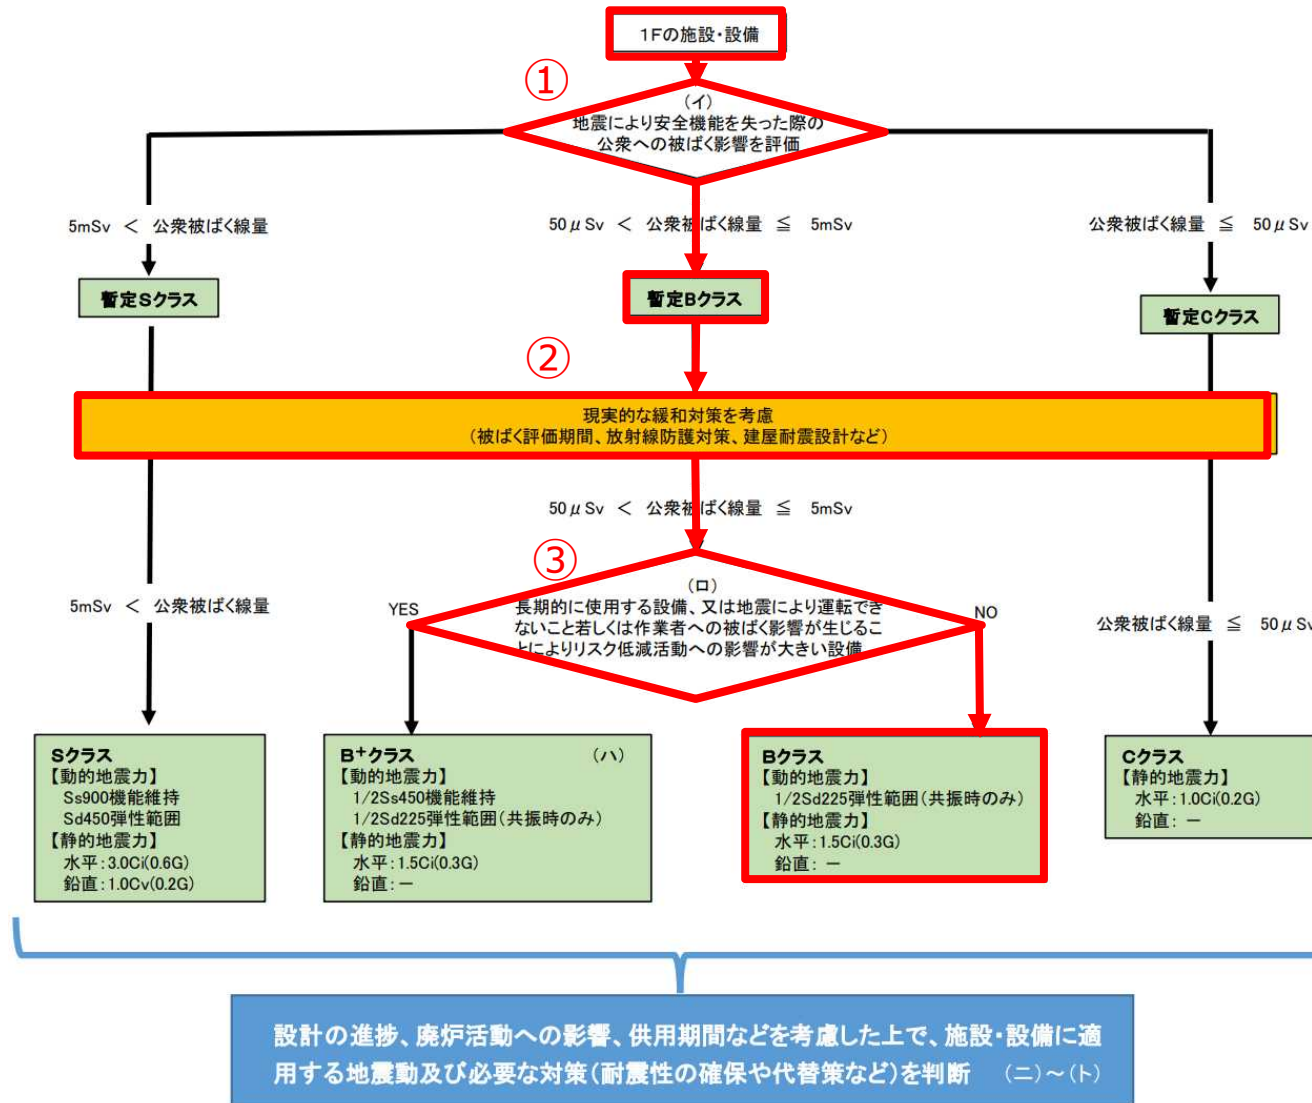 1Fの施設・設備
①
(イ)
地震により安全機能を失った際の
公衆への被ばく影響を評価
5mSv ＜ 公衆被ばく線量
50μSv ＜ 公衆被ばく線量 ≦ 5mSv
公衆被ばく線量 ≦ 50μSv
暫定Sクラス
暫定Bクラス
暫定Cクラス
②
現実的な緩和対策を考慮
(被ばく評価期間、放射線防護対策、建屋耐震設計など)
50μSv ＜ 公衆被ばく線量 ≦ 5mSv
③
(ロ)
長期的に使用する設備、又は地震により運転でき
ないこと若しくは作業者への被ばく影響が生じるこ
とによりリスク低減活動への影響が大きい設備
YES
NO
5mSv ＜ 公衆被ばく線量
公衆被ばく線量 ≦ 50μSv
Sクラス
【動的地震力】
Ss900機能維持
Sd450弾性範囲
【静的地震力】
水平:3.0Ci(0.6G)
鉛直:1.0Cv(0.2G)
B⁺クラス (ハ)
【動的地震力】
1/2Ss450機能維持
1/2Sd225弾性範囲(共振時のみ)
【静的地震力】
水平:1.5Ci(0.3G)
鉛直:ー
Bクラス
【動的地震力】
1/2Sd225弾性範囲(共振時のみ)
【静的地震力】
水平:1.5Ci(0.3G)
鉛直: ー
Cクラス
【静的地震力】
水平:1.0Ci(0.2G)
鉛直: ー
設計の進捗、廃炉活動への影響、供用期間などを考慮した上で、施設・設備に適
用する地震動及び必要な対策(耐震性の確保や代替策など)を判断 (ニ)～(ト)